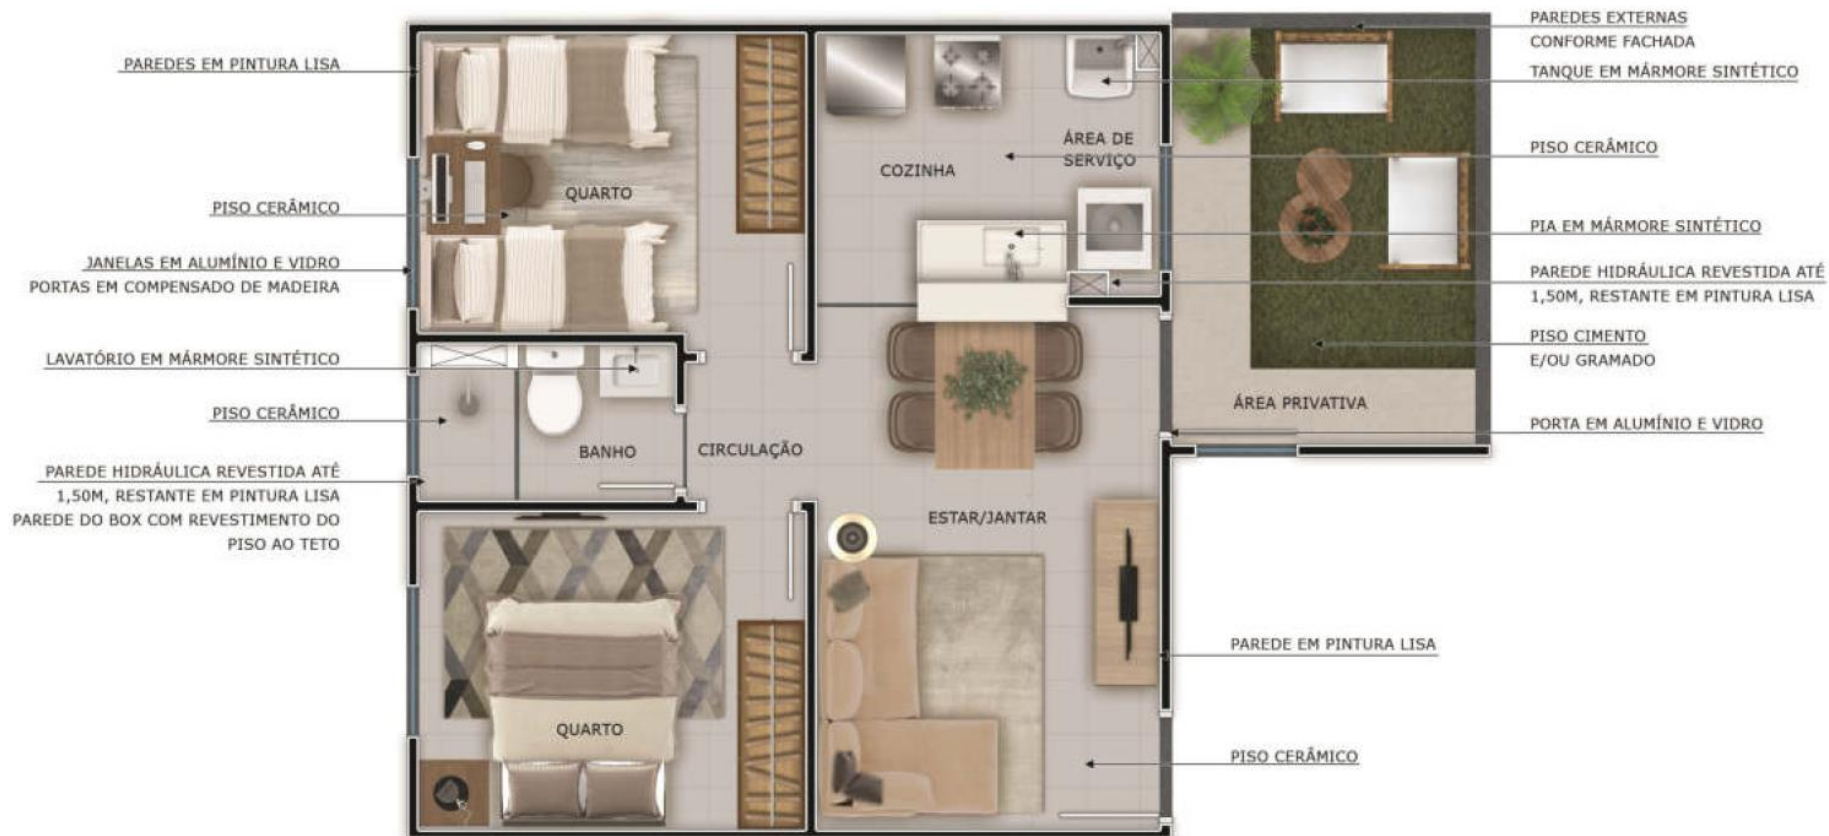 PAREDES EM PINTURA LISA
PISO CERÂMICO
JANELAS EM ALUMÍNIO E VIDRO
PORTAS EM COMPENSADO DE MADEIRA
LAVATÓRIO EM MÁRMORE SINTÉTICO
PISO CERÂMICO
PAREDE HIDRÁULICA REVESTIDA ATÉ
1,50M, RESTANTE EM PINTURA LISA
PAREDE DO BOX COM REVESTIMENTO DO
PISO AO TETO
QUARTO
COZINHA
ÁREA DE
SERVIÇO
BANHO
CIRCULAÇÃO
ESTAR/JANTAR
QUARTO
ÁREA PRIVATIVA
PAREDES EXTERNAS
CONFORME FACHADA
TANQUE EM MÁRMORE SINTÉTICO
PISO CERÂMICO
PIA EM MÁRMORE SINTÉTICO
PAREDE HIDRÁULICA REVESTIDA ATÉ
1,50M, RESTANTE EM PINTURA LISA
PISO CIMENTO
E/OU GRAMADO
PORTA EM ALUMÍNIO E VIDRO
PAREDE EM PINTURA LISA
PISO CERÂMICO